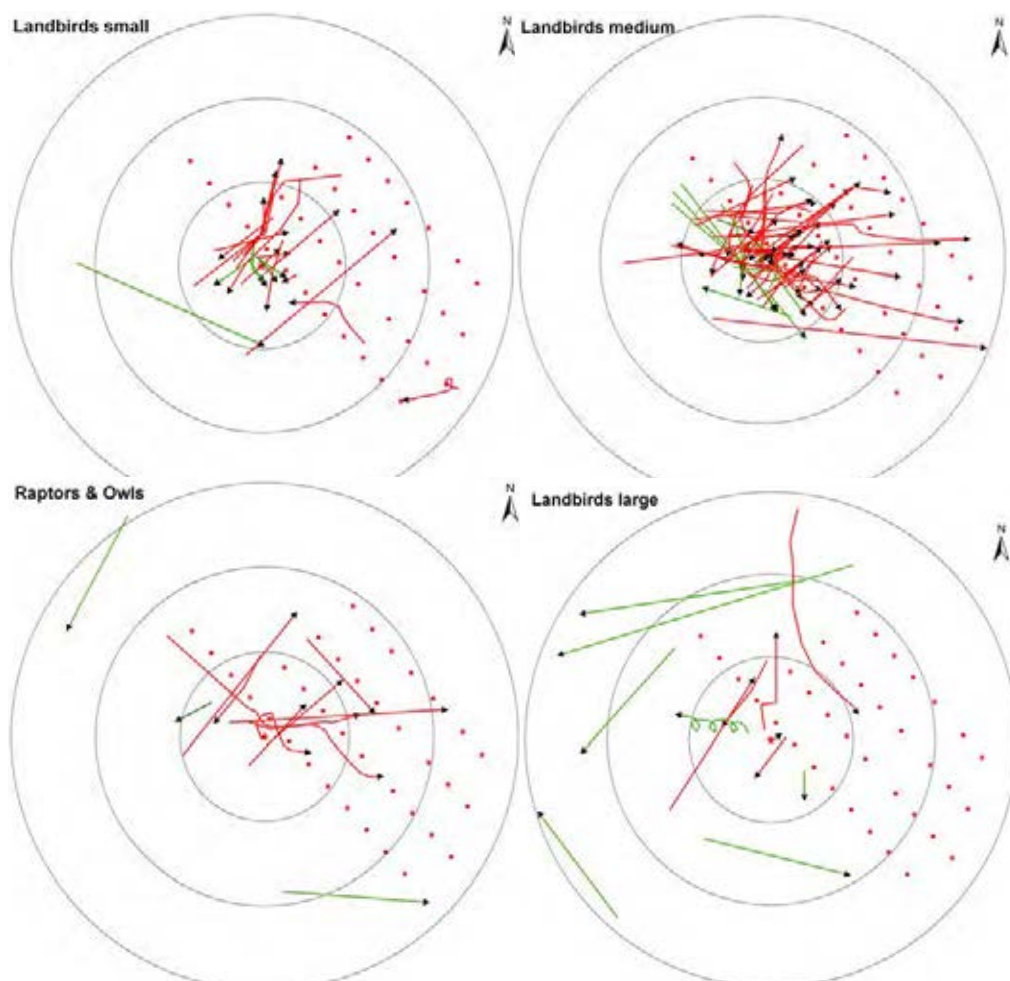 Landbirds small
N
Landbirds medium
N
Raptors & Owls
N
Landbirds large
N